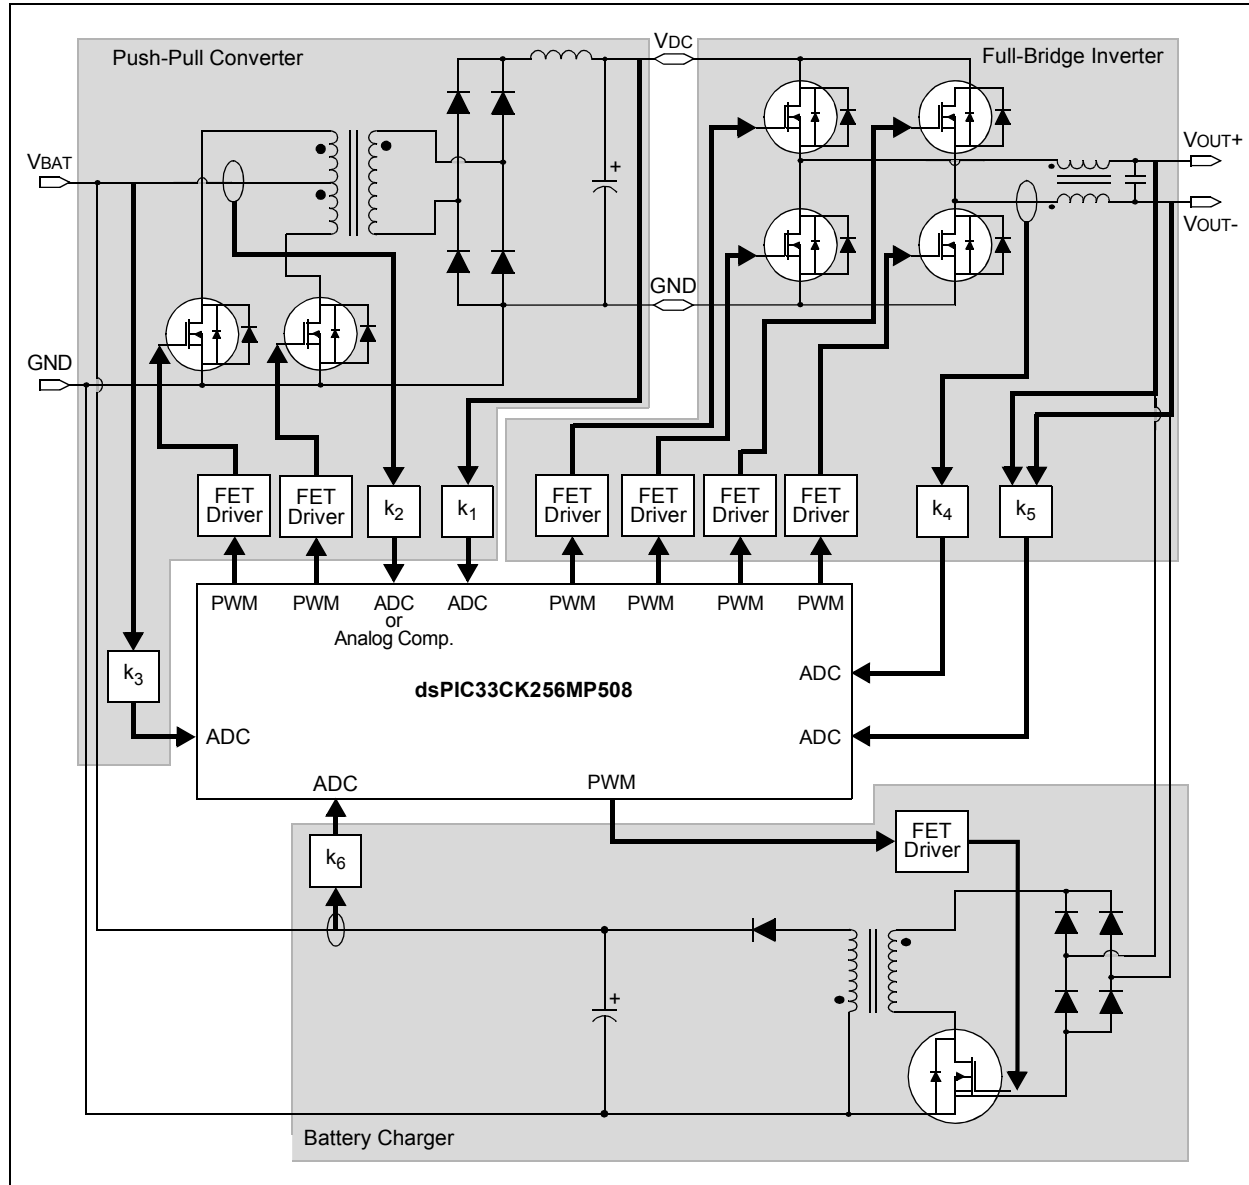 Push-Pull Converter
VDC
Full-Bridge Inverter
VBAT
VOUT+
VOUT-
+
GND
GND
FET
Driver
FET
Driver
k2
k1
FET
Driver
FET
Driver
FET
Driver
FET
Driver
k4
k5
PWM
PWM
ADC
or
Analog Comp.
ADC
PWM
PWM
PWM
PWM
k3
ADC
dsPIC33CK256MP508
ADC
ADC
ADC
PWM
k6
FET
Driver
+
Battery Charger